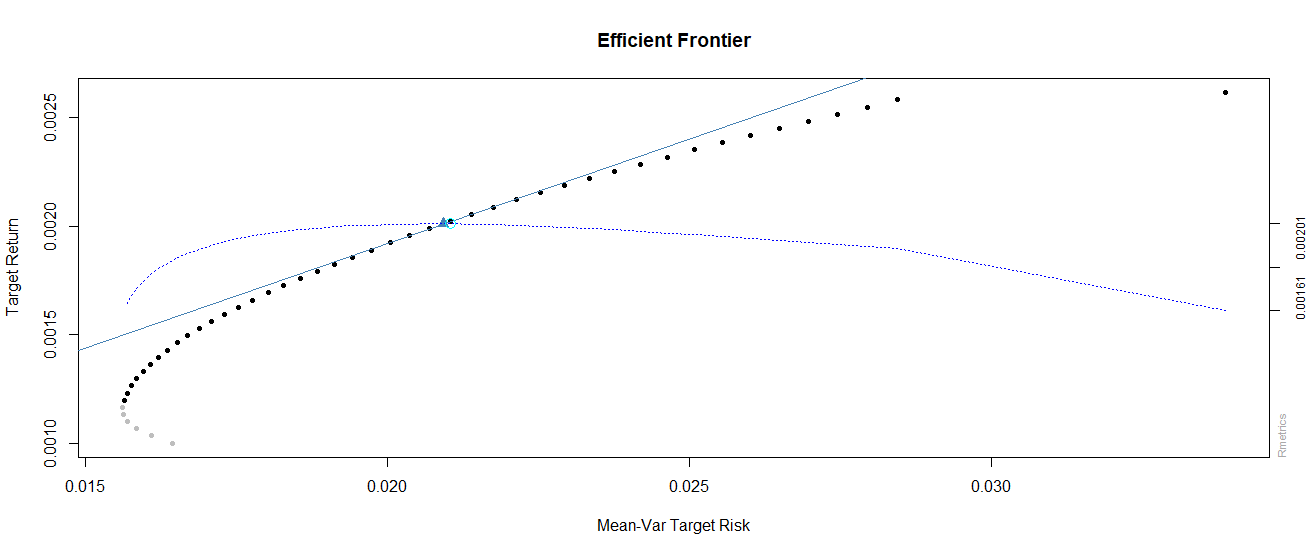 Efficient Frontier
Target Return
0.0025
0.0020
0.0015
0.0010
0.015
0.020
0.025
0.030
Mean-Var Target Risk
0.00201
0.00161
Rmetrics